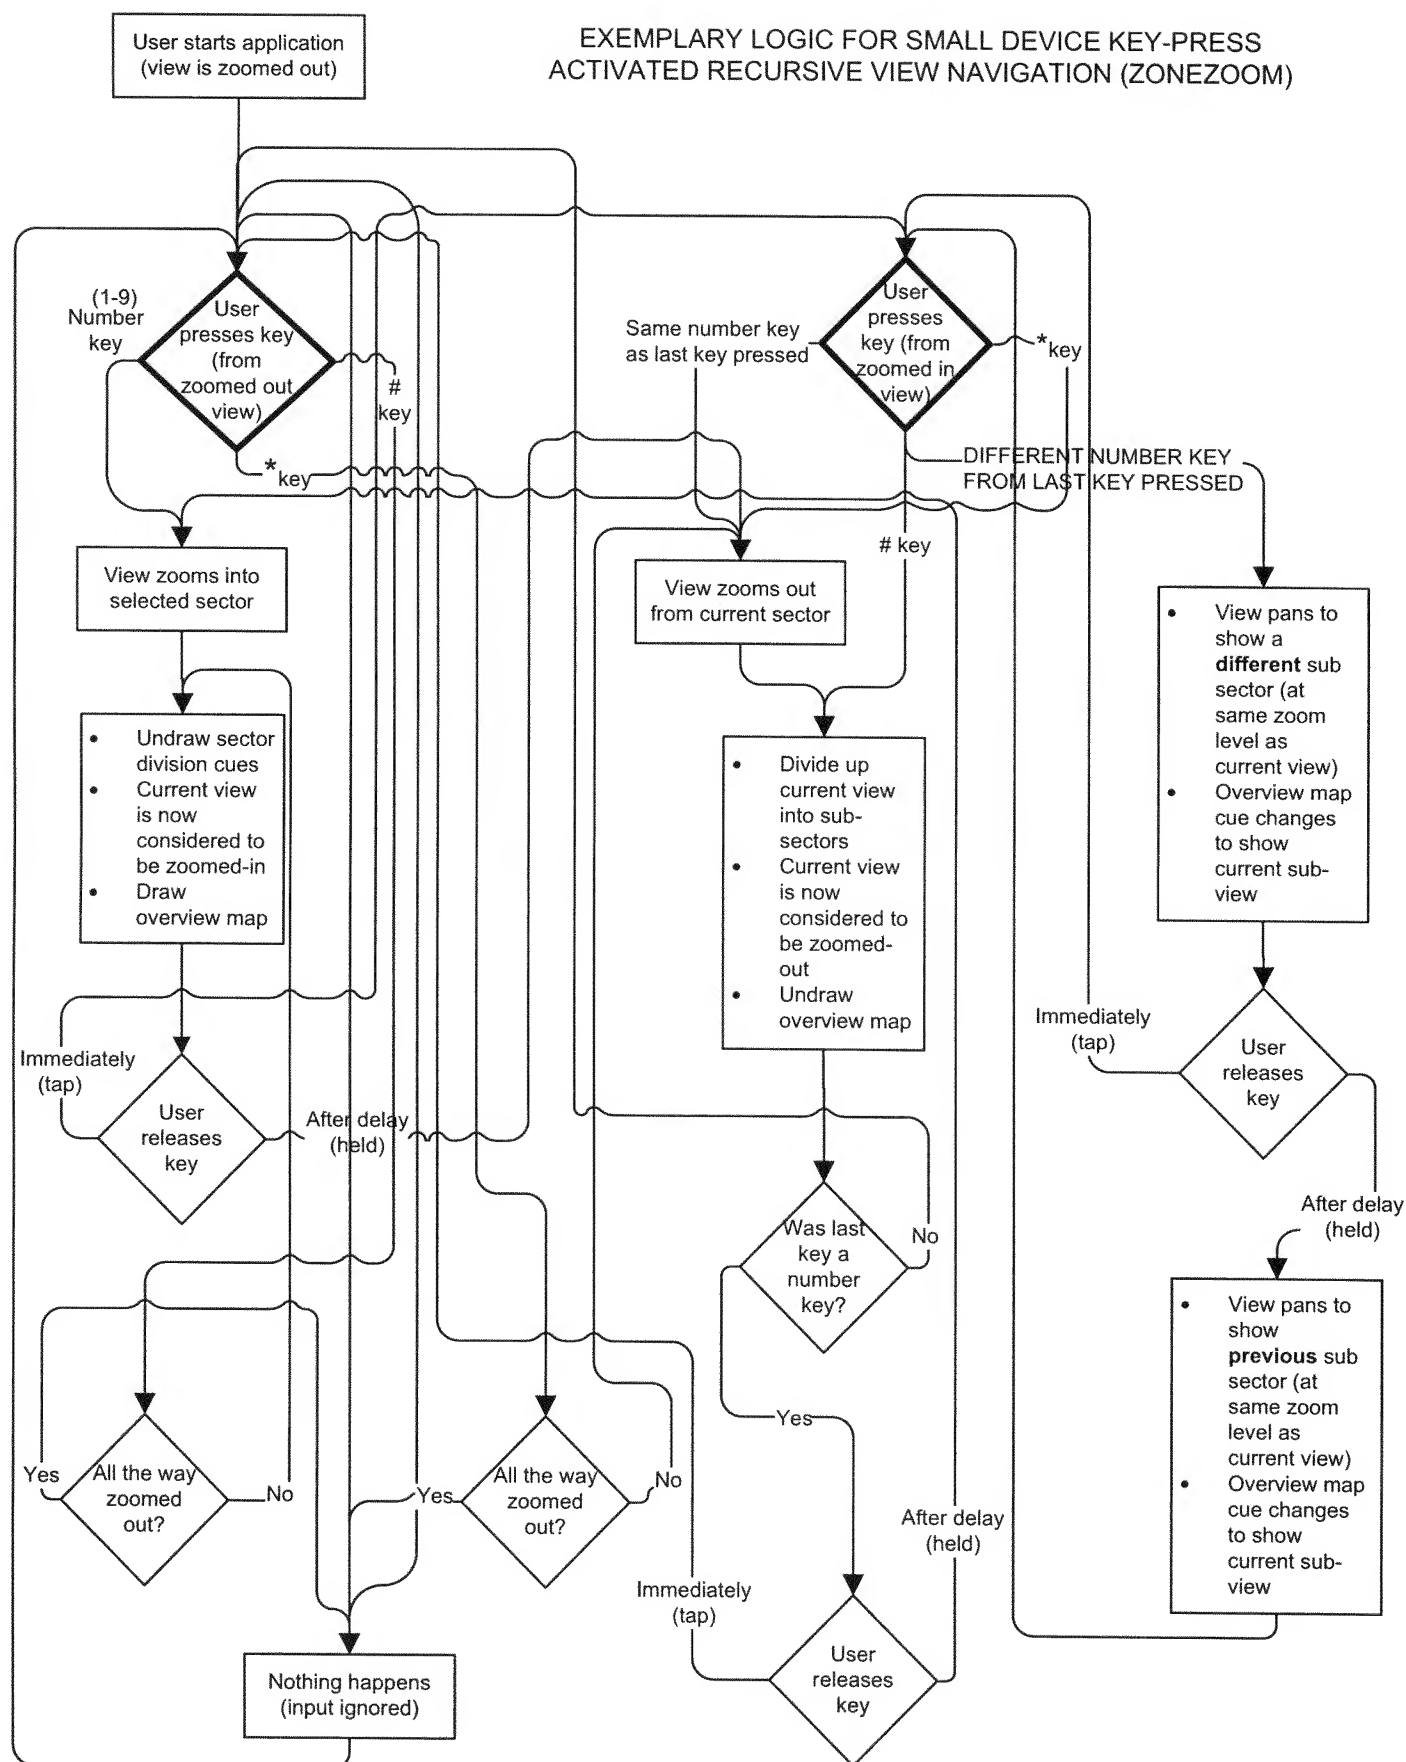 EXEMPLARY LOGIC FOR SMALL DEVICE KEY-PRESS
ACTIVATED RECURSIVE VIEW NAVIGATION (ZONEZOOM)
User starts application
(view is zoomed out)
(1-9)
Number
key
User
presses key
(from
zoomed out
view)
#
key
*
key
Same number key
as last key pressed
User
presses
key (from
zoomed in
view)
*key
DIFFERENT NUMBER KEY
FROM LAST KEY PRESSED
# key
View zooms into
selected sector
View zooms out
from current sector
• View pans to
show a
different sub
sector (at
same zoom
level as
current view)
• Overview map
cue changes
to show
current sub-
view
• Undraw sector
division cues
• Current view
is now
considered to
be zoomed-in
• Draw
overview map
• Divide up
current view
into sub-
sectors
• Current view
is now
considered to
be zoomed-
out
• Undraw
overview map
Immediately
(tap)
User
releases
key
After delay
(held)
Immediately
(tap)
User
releases
key
After delay
(held)
Was last
key a
number
key?
No
Yes
• View pans to
show
previous sub
sector (at
same zoom
level as
current view)
• Overview map
cue changes
to show
current sub-
view
Yes
All the way
zoomed
out?
No
Yes
All the way
zoomed
out?
No
After delay
(held)
Immediately
(tap)
User
releases
key
Nothing happens
(input ignored)